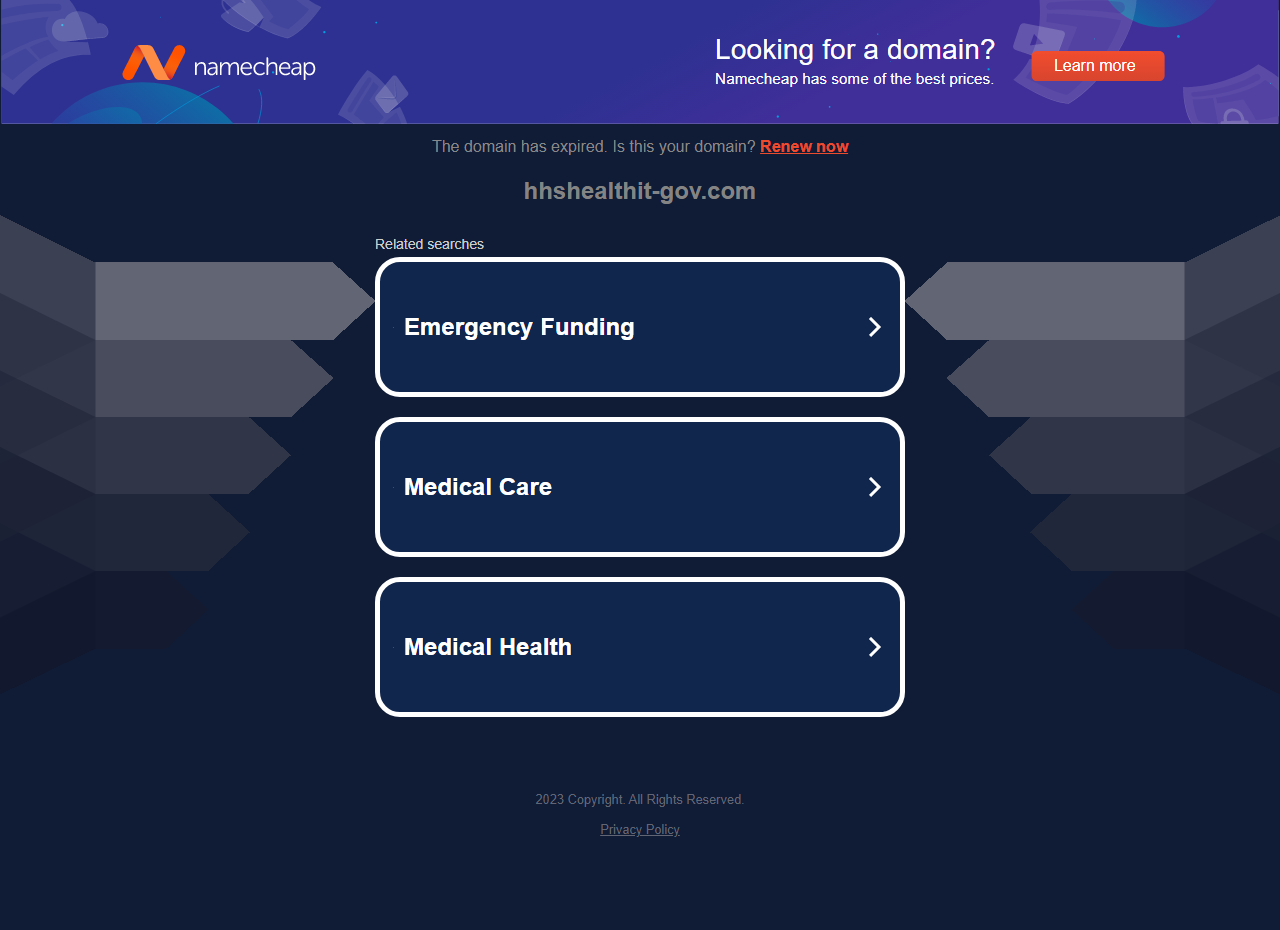 namecheap
Looking for a domain?
Namecheap has some of the best prices.
Learn more
The domain has expired. Is this your domain? Renew now
hhshealthit-gov.com
Related searches
Emergency Funding
Medical Care
Medical Health
2023 Copyright. All Rights Reserved.
Privacy Policy